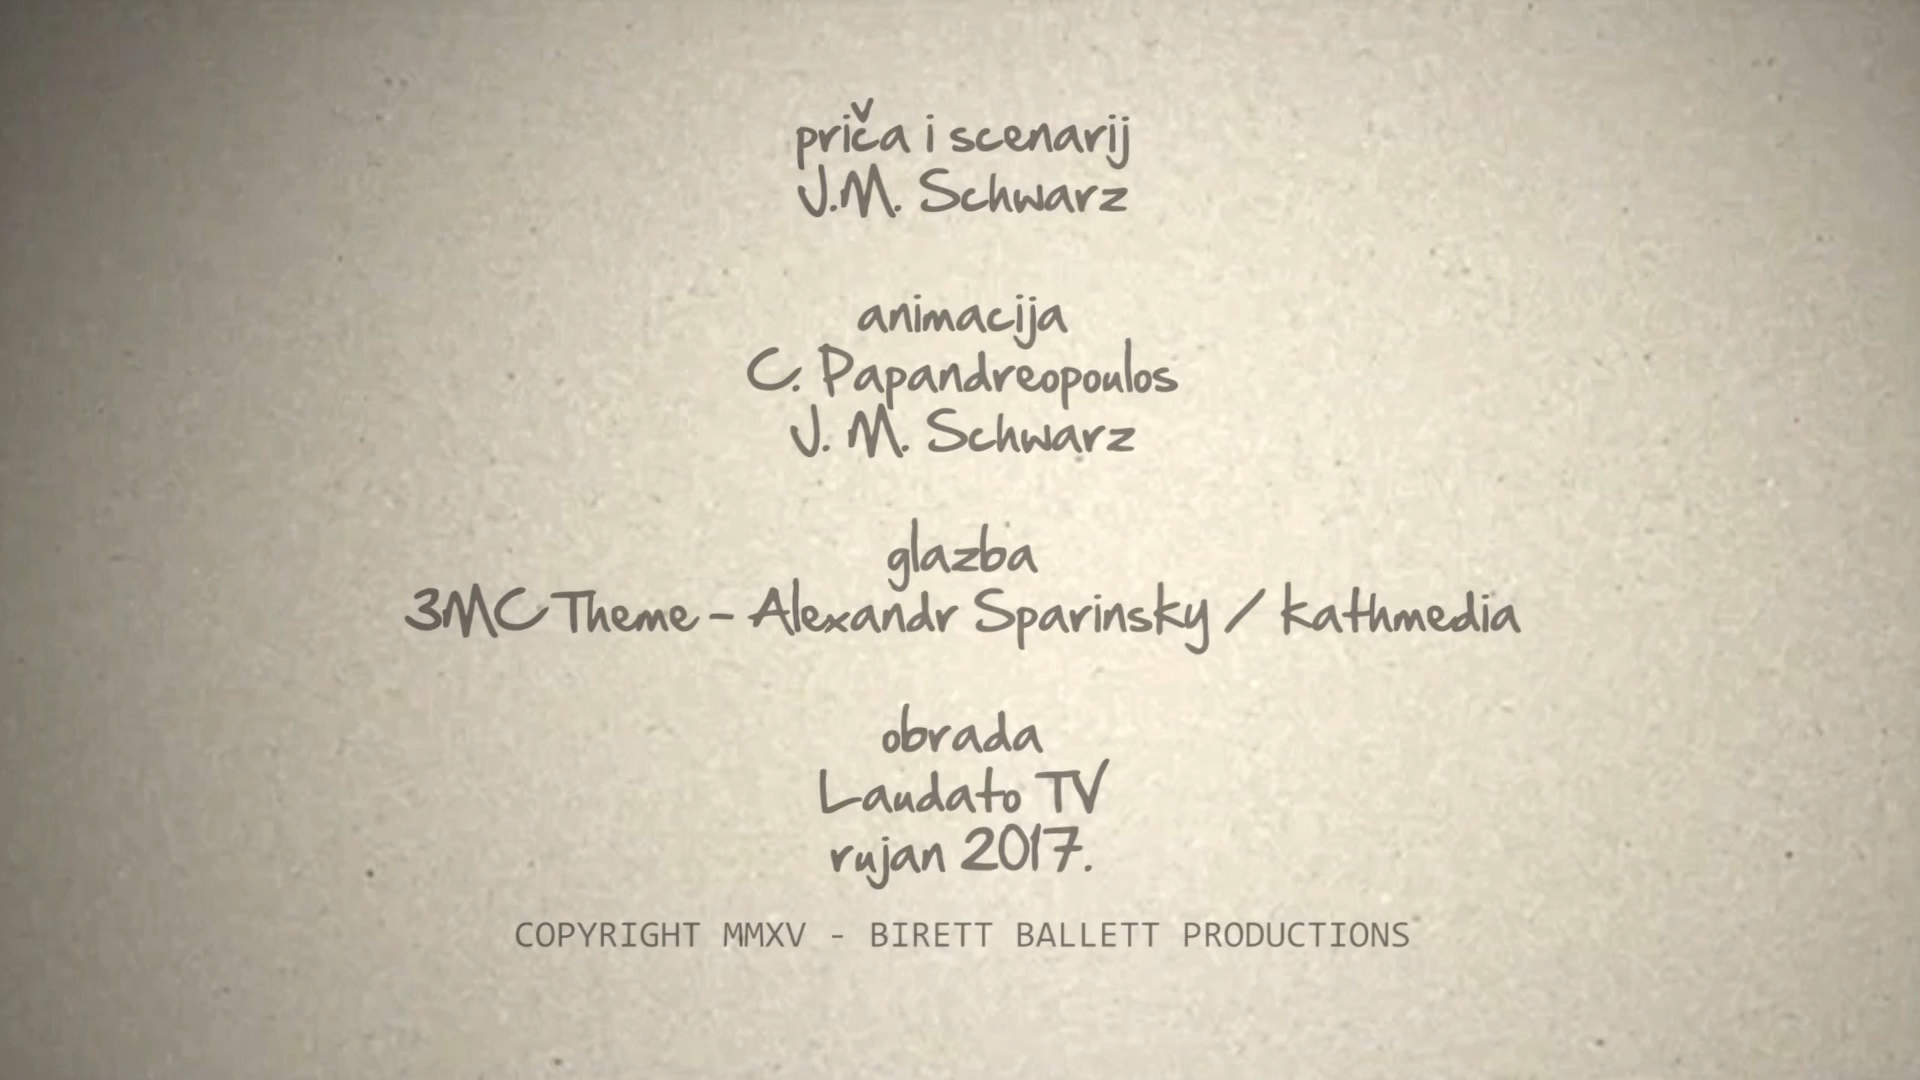 priča i scenarij
J.M. Schwarz
animacija
C. Papandreopoulos
J. M. Schwarz
glazba
3MC Theme - Alexandr Sparinsky / kathmedia
obrada
Laudato TV
rujan 2017.
COPYRIGHT MMXV - BIRETT BALLETT PRODUCTIONS